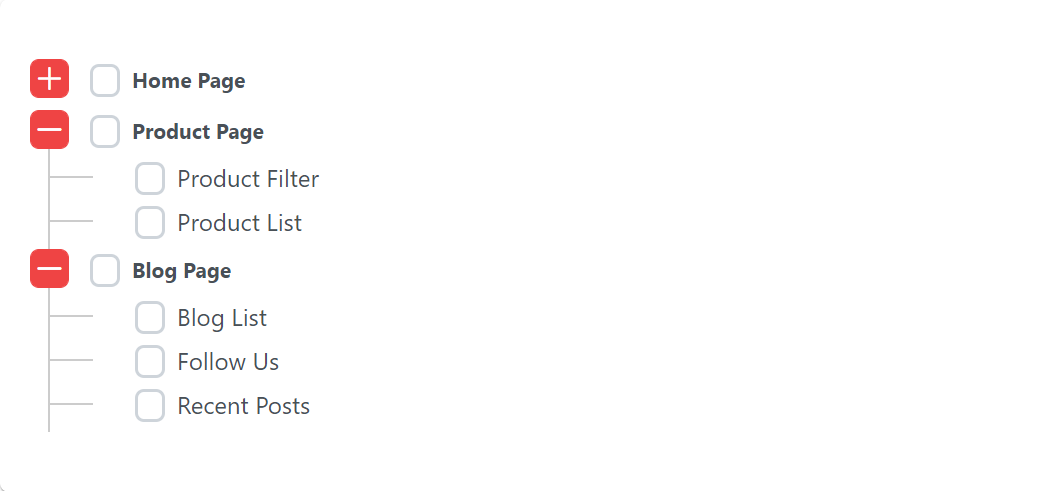 Home Page
Product Page
Product Filter
Product List
Blog Page
Blog List
Follow Us
Recent Posts